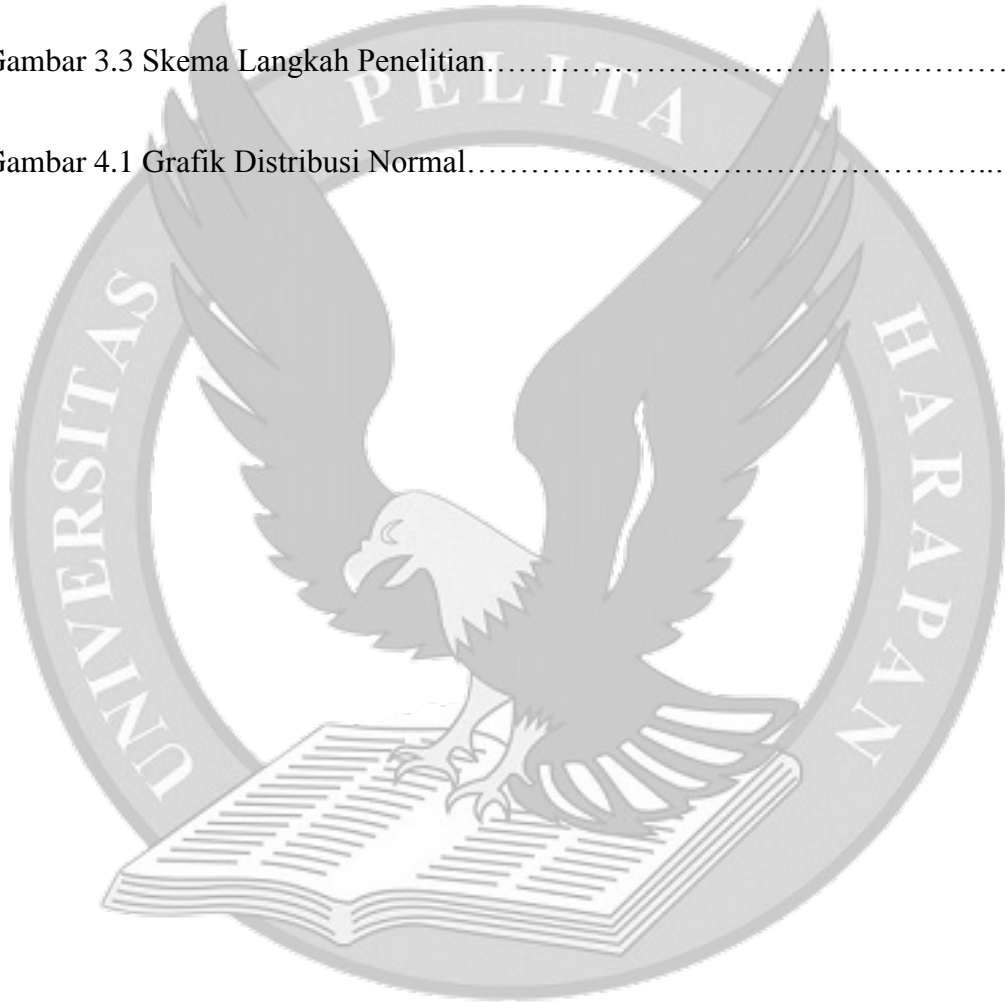 Gambar 3.3 Skema Langkah Penelitian……………………………………………
Gambar 4.1 Grafik Distribusi Normal…………………………………………..…
UNIVERSITAS PELITA HARAPAN